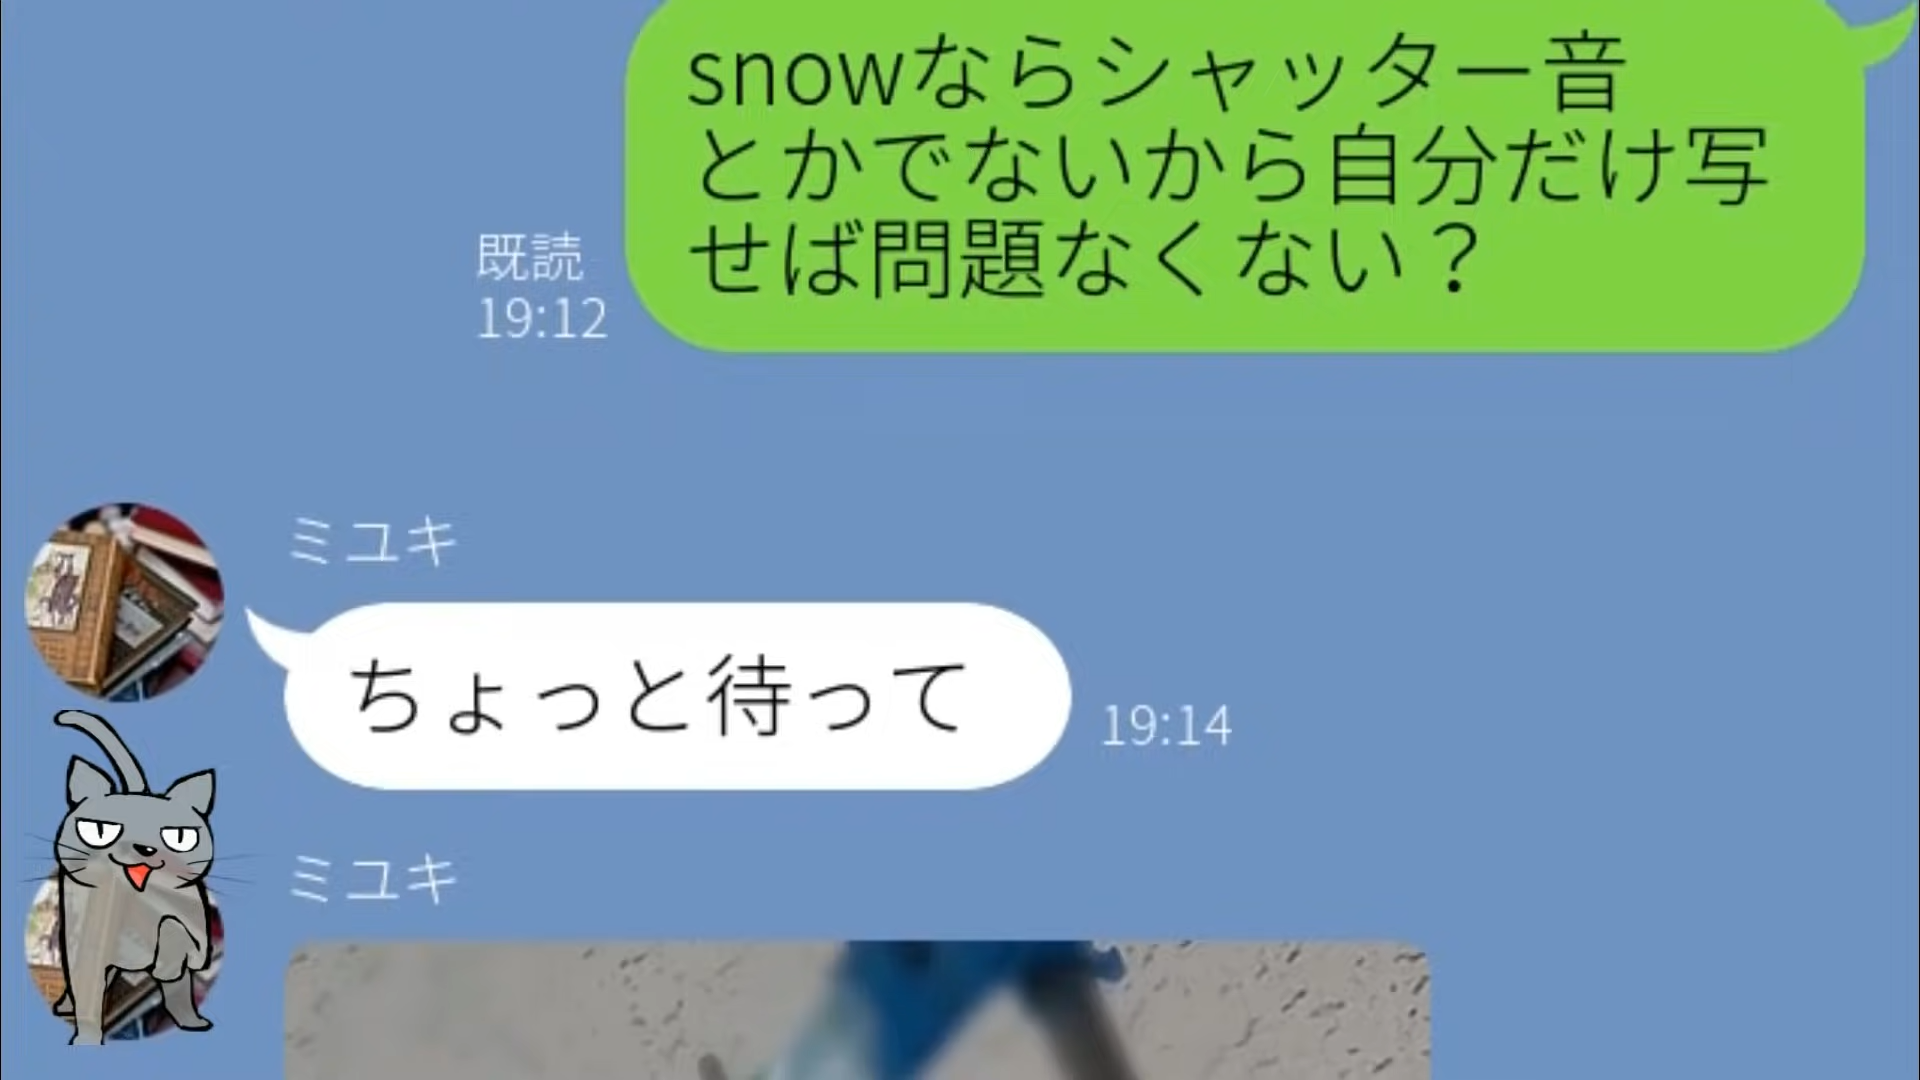 snowならシャッター音
とかでないから自分だけ写
せば問題なくない？
既読
19:12
ミユキ
ちょっと待って
19:14
ミユキ